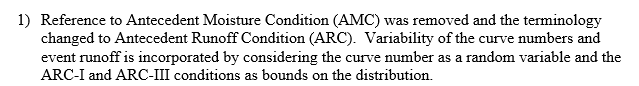 1) Reference to Antecedent Moisture Condition (AMC) was removed and the terminology
changed to Antecedent Runoff Condition (ARC).  Variability of the curve numbers and
event runoff is incorporated by considering the curve number as a random variable and the
ARC-I and ARC-III conditions as bounds on the distribution.